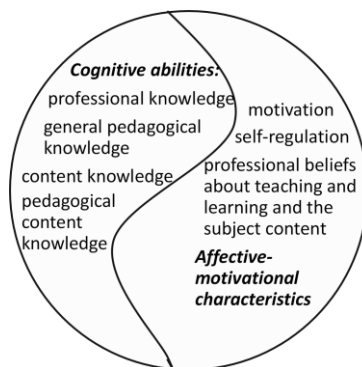 Cognitive abilities:
professional knowledge
general pedagogical
knowledge
content knowledge
pedagogical
content
knowledge
motivation
self-regulation
professional beliefs
about teaching and
learning and the
subject content
Affective-
motivational
characteristics